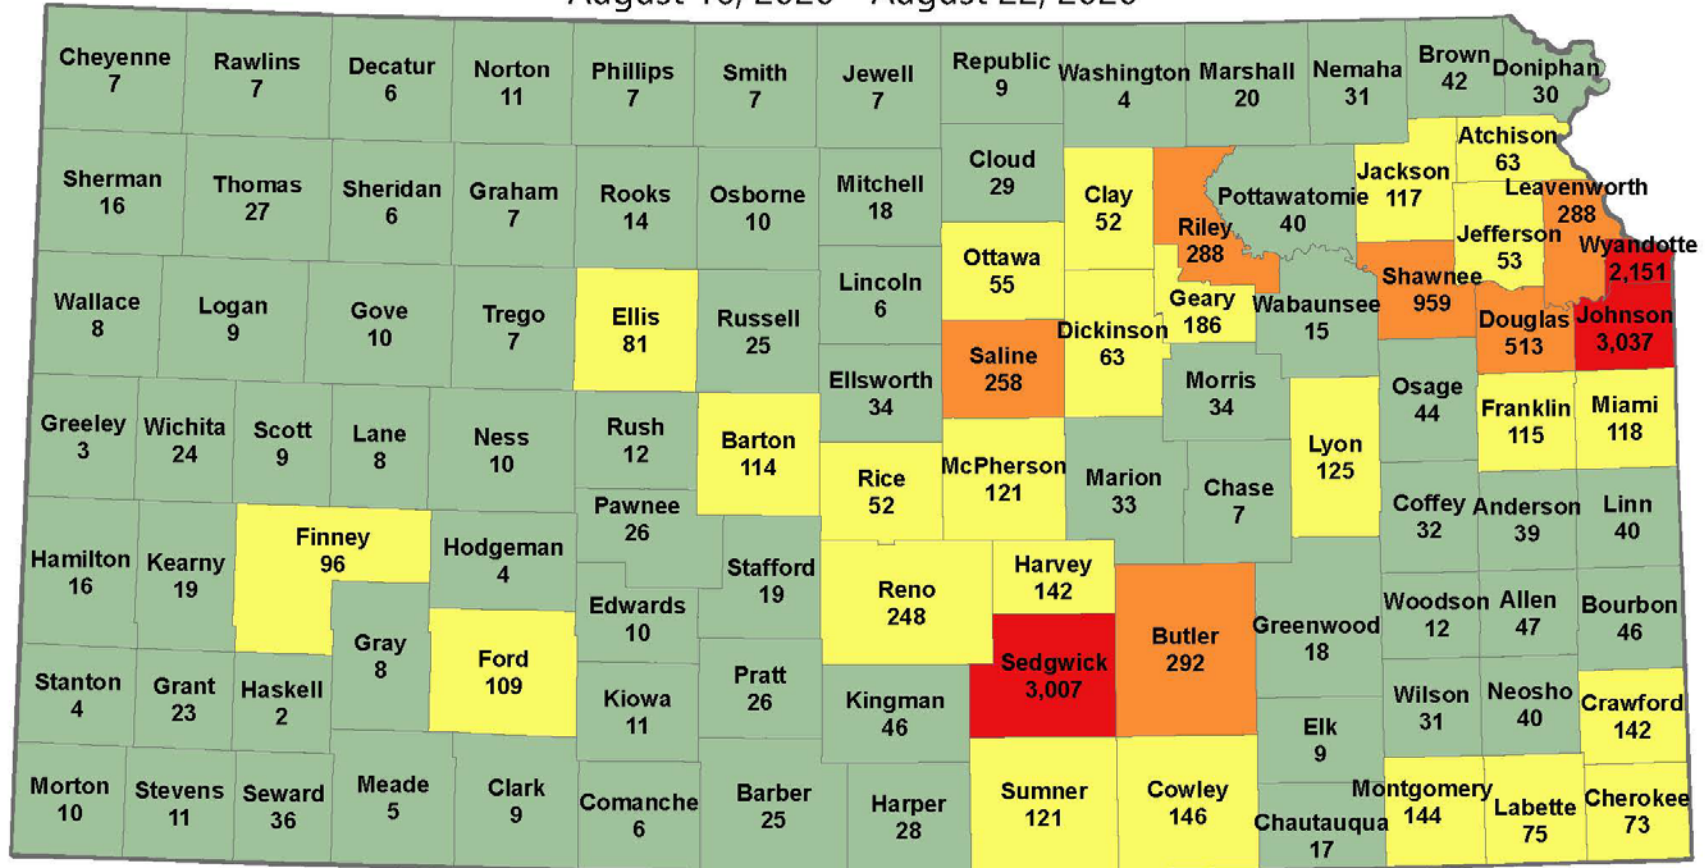 August 16, 2020 - August 22, 2020
Cheyenne
7
Rawlins
7
Decatur
6
Norton
11
Phillips
7
Smith
7
Jewell
7
Republic
9
Washington
4
Marshall
20
Nemaha
31
Brown
42
Doniphan
30
Sherman
16
Thomas
27
Sheridan
6
Graham
7
Rooks
14
Osborne
10
Mitchell
18
Cloud
29
Clay
52
Riley
288
Pottawatomie
40
Jackson
117
Atchison
63
Leavenworth
288
Jefferson
53
Wyandotte
2,151
Wallace
8
Logan
9
Gove
10
Trego
7
Ellis
81
Russell
25
Lincoln
6
Ottawa
55
Saline
258
Dickinson
63
Geary
186
Wabaunsee
15
Shawnee
959
Douglas
513
Johnson
3,037
Ellsworth
34
Morris
34
Osage
44
Franklin
115
Miami
118
Greeley
3
Wichita
24
Scott
9
Lane
8
Ness
10
Rush
12
Barton
114
Rice
52
McPherson
121
Marion
33
Chase
7
Lyon
125
Coffey
32
Anderson
39
Linn
40
Pawnee
26
Hamilton
16
Kearny
19
Finney
96
Hodgeman
4
Edwards
10
Stafford
19
Reno
248
Harvey
142
Butler
292
Greenwood
18
Woodson
12
Allen
47
Bourbon
46
Gray
8
Ford
109
Kiowa
11
Pratt
26
Kingman
46
Sedgwick
3,007
Elk
9
Wilson
31
Neosho
40
Crawford
142
Stanton
4
Grant
23
Haskell
2
Morton
10
Stevens
11
Seward
36
Meade
5
Clark
9
Comanche
6
Barber
25
Harper
28
Sumner
121
Cowley
146
Chautauqua
17
Montgomery
144
Labette
75
Cherokee
73